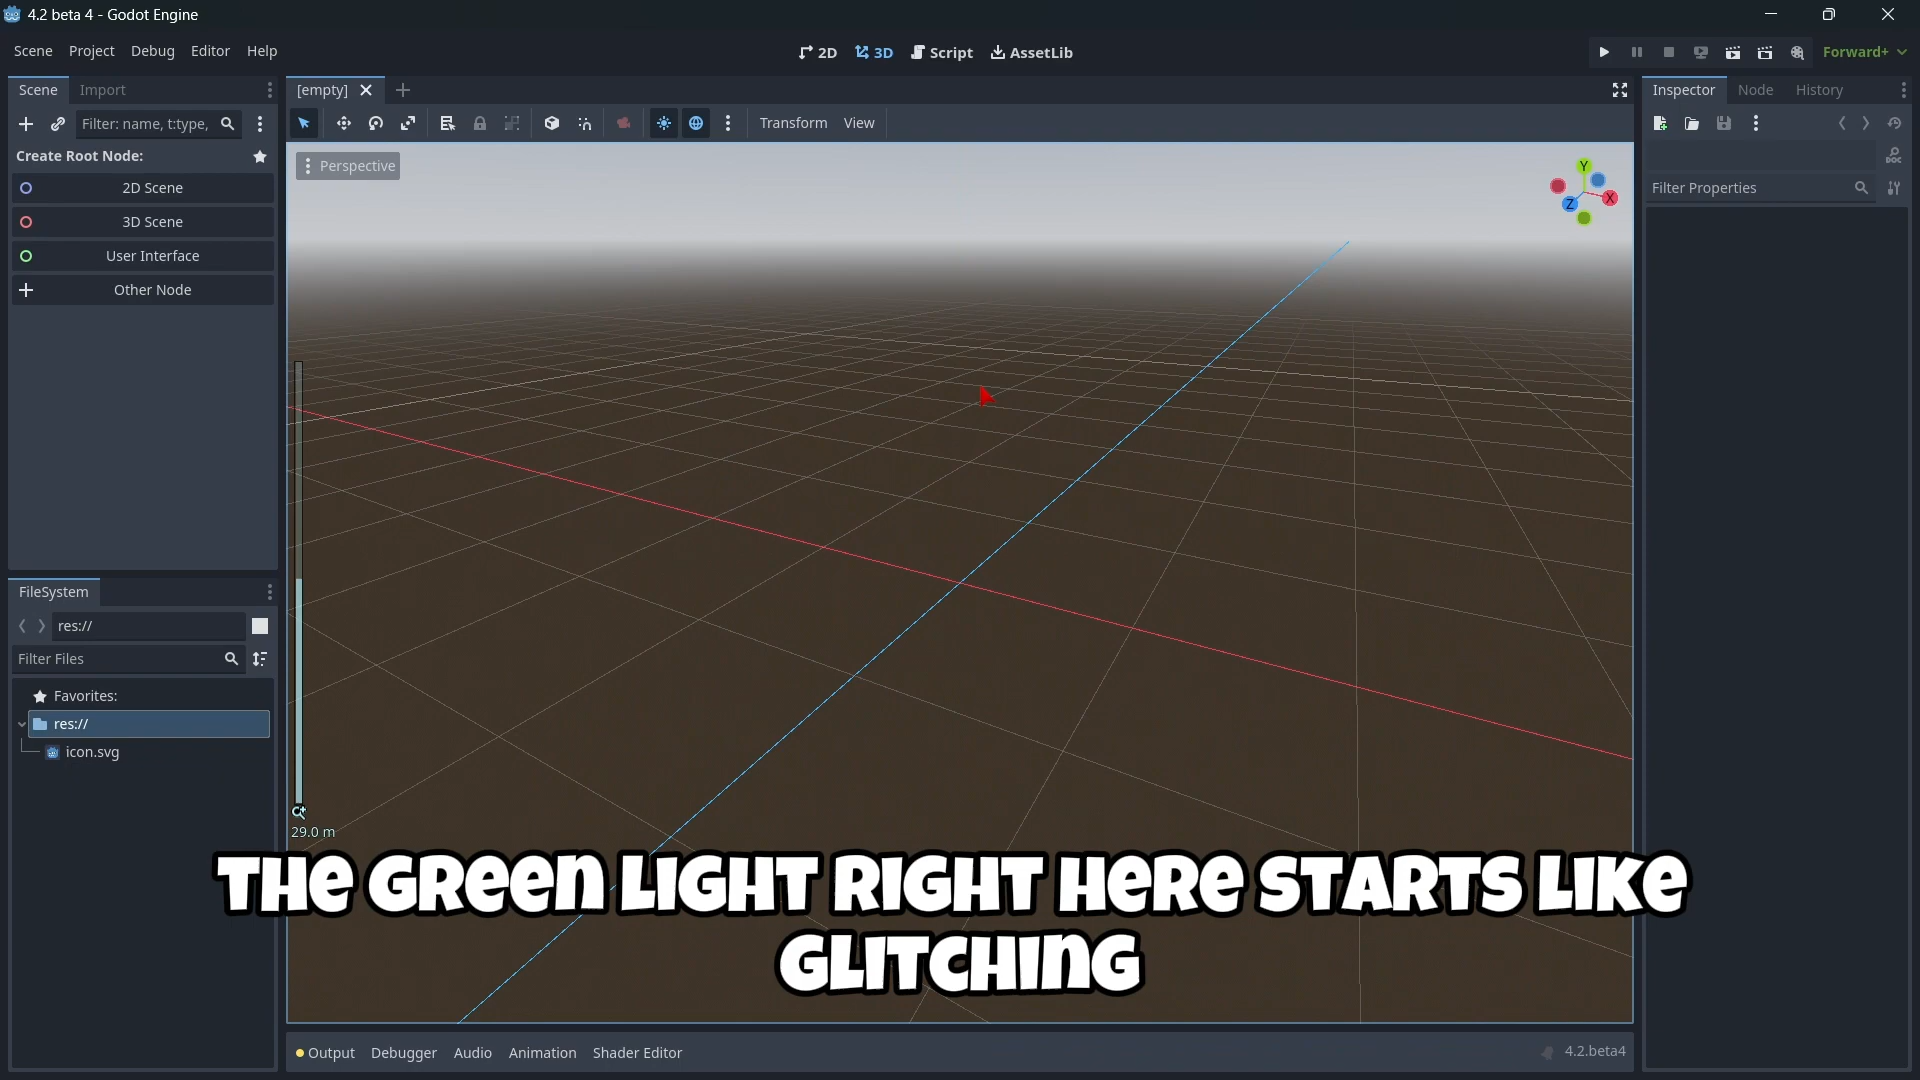 4.2 beta 4 - Godot Engine
Scene Project Debug Editor Help
2D 3D Script AssetLib
Forward+
Scene Import
Filter: name, t:type,
Create Root Node:
2D Scene
3D Scene
User Interface
Other Node
FileSystem
res://
Filter Files
Favorites:
res://
icon.svg
[empty]
Transform View
Perspective
Y
X
Z
29.0 m
THE GREEN LIGHT RIGHT HERE STARTS LIKE
GLITCHING
Output Debugger Audio Animation Shader Editor
4.2.beta4
Inspector Node History
DOC
Filter Properties